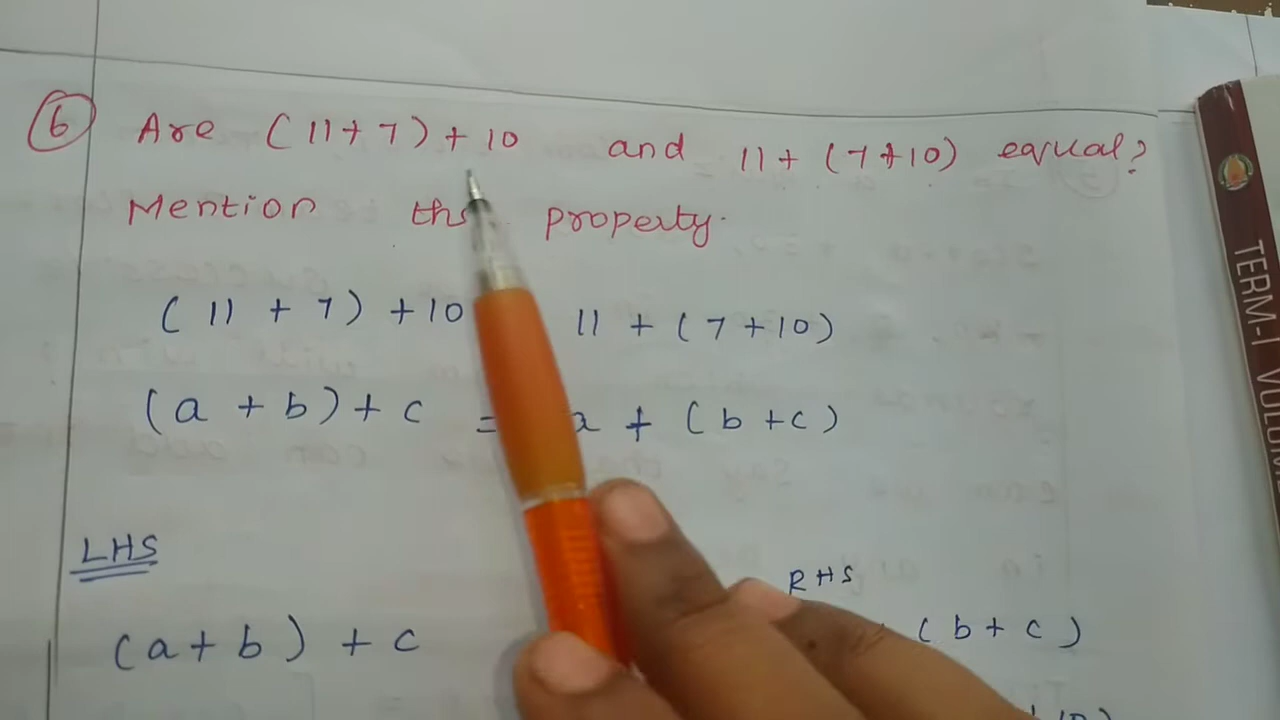 6 Are (11+7) + 10 and 11 + (7+10) equal?
Mention the property.
(11 + 7) + 10 11 + (7+10)
(a + b) + c = a + (b+c)
LHS
RHS
(a+b) + c (b+c)
TERM-I VOLUME